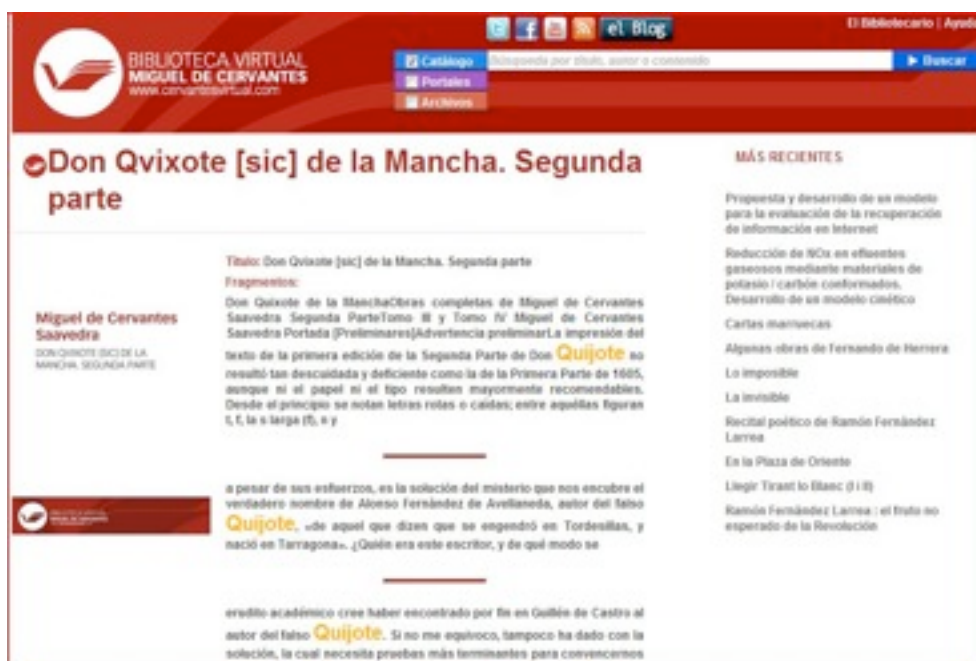 el Blog
El Bibliotecario | Ayuda
BIBLIOTECA VIRTUAL
MIGUEL DE CERVANTES
www.cervantesvirtual.com
Catálogo
Búsqueda por título, autor o contenido
Buscar
Portales
Archivos
Don Qvixote [sic] de la Mancha. Segunda
parte
Miguel de Cervantes
Saavedra
DON QVIXOTE [SIC] DE LA
MANCHA. SEGUNDA PARTE
Título: Don Qvixote [sic] de la Mancha. Segunda parte
Fragmentos:
Don Quixote de la ManchaObras completas de Miguel de Cervantes
Saavedra Segunda ParteTomo III y Tomo IV Miguel de Cervantes
Saavedra Portada [Preliminares]Advertencia preliminarLa impresión del
texto de la primera edición de la Segunda Parte de Don Quijote no
resultó tan descuidada y deficiente como la de la Primera Parte de 1605,
aunque ni el papel ni el tipo resulten mayormente recomendables.
Desde el principio se notan letras rotas o caídas; entre aquéllas figuran
t, f, la s larga (ſ), n y
a penar de sus esfuerzos, es la solución del misterio que nos encubre el
verdadero nombre de Alonso Fernández de Avellaneda, autor del falso
Quijote, «de aquel que dizen que se engendró en Tordesillas, y
nació en Tarragona». ¿Quién era este escritor, y de qué modo se
erudito académico cree haber encontrado por fin en Guillén de Castro al
autor del falso Quijote. Si no me equivoco, tampoco ha dado con la
solución, la cual necesita pruebas más terminantes para convencernos
MÁS RECIENTES
Propuesta y desarrollo de un modelo
para la evaluación de la recuperación
de información en Internet
Reducción de NOx en efluentes
gaseosos mediante materiales de
potasio / carbón conformados.
Desarrollo de un modelo cinético
Cartas marruecas
Algunas obras de Fernando de Herrera
Lo imposible
La invisible
Recital poético de Ramón Fernández
Larrea
En la Plaza de Oriente
Llegir Tirant lo Blanc (I i II)
Ramón Fernández Larrea : el fruto no
esperado de la Revolución